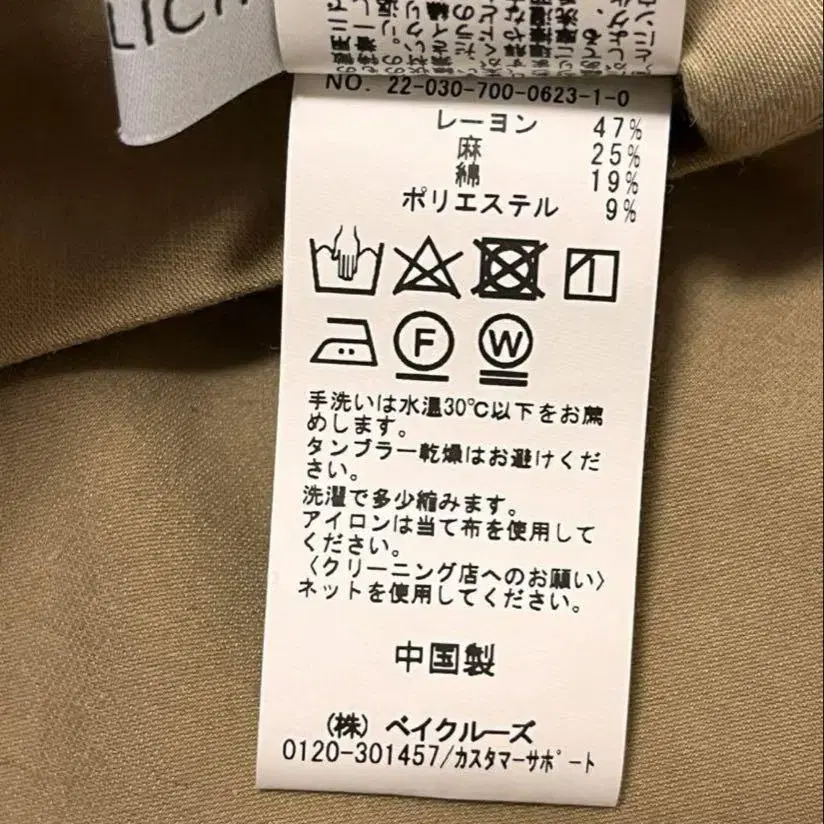 LICH
NO. 22-030-700-0623-1-0
レーヨン 47%
麻 25%
綿 19%
ポリエステル 9%
F
W
手洗いは水温30℃以下をお薦
めします。
タンブラー乾燥はお避けくだ
さい。
洗濯で多少縮みます。
アイロンは当て布を使用して
ください。
〈クリーニング店へのお願い〉
ネットを使用してください。
中国製
(株) ベイクルーズ
0120-301457/カスタマーサポート